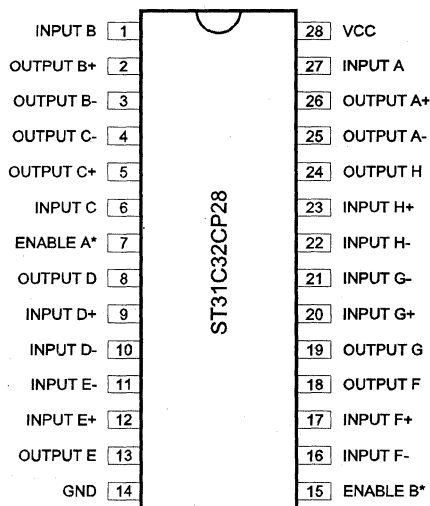 INPUT B 1 28 VCC
OUTPUT B+ 2 27 INPUT A
OUTPUT B- 3 26 OUTPUT A+
OUTPUT C- 4 25 OUTPUT A-
OUTPUT C+ 5 24 OUTPUT H
INPUT C 6 23 INPUT H+
ENABLE A* 7 22 INPUT H-
OUTPUT D 8 21 INPUT G-
INPUT D+ 9 20 INPUT G+
INPUT D- 10 19 OUTPUT G
INPUT E- 11 18 OUTPUT F
INPUT E+ 12 17 INPUT F+
OUTPUT E 13 16 INPUT F-
GND 14 15 ENABLE B*
ST31C32CP28